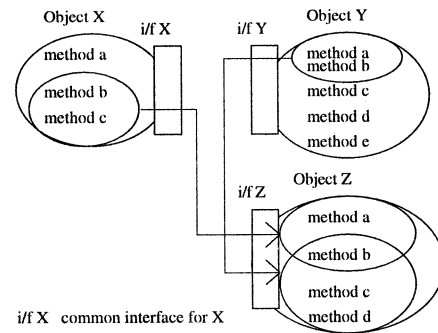 Object X
i/f X
method a
method b
method c
Object Y
i/f Y
method a
method b
method c
method d
method e
Object Z
i/f Z
method a
method b
method c
method d
i/f X common interface for X